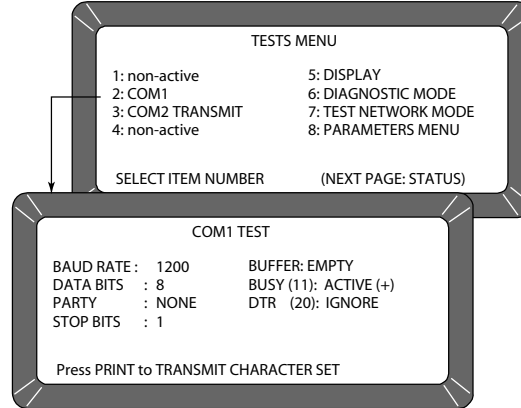 TESTS MENU
1: non-active 5: DISPLAY
2: COM1 6: DIAGNOSTIC MODE
3: COM2 TRANSMIT 7: TEST NETWORK MODE
4: non-active 8: PARAMETERS MENU
SELECT ITEM NUMBER (NEXT PAGE: STATUS)
COM1 TEST
BAUD RATE : 1200 BUFFER: EMPTY
DATA BITS : 8 BUSY (11): ACTIVE (+)
PARTY : NONE DTR (20): IGNORE
STOP BITS : 1
Press PRINT to TRANSMIT CHARACTER SET